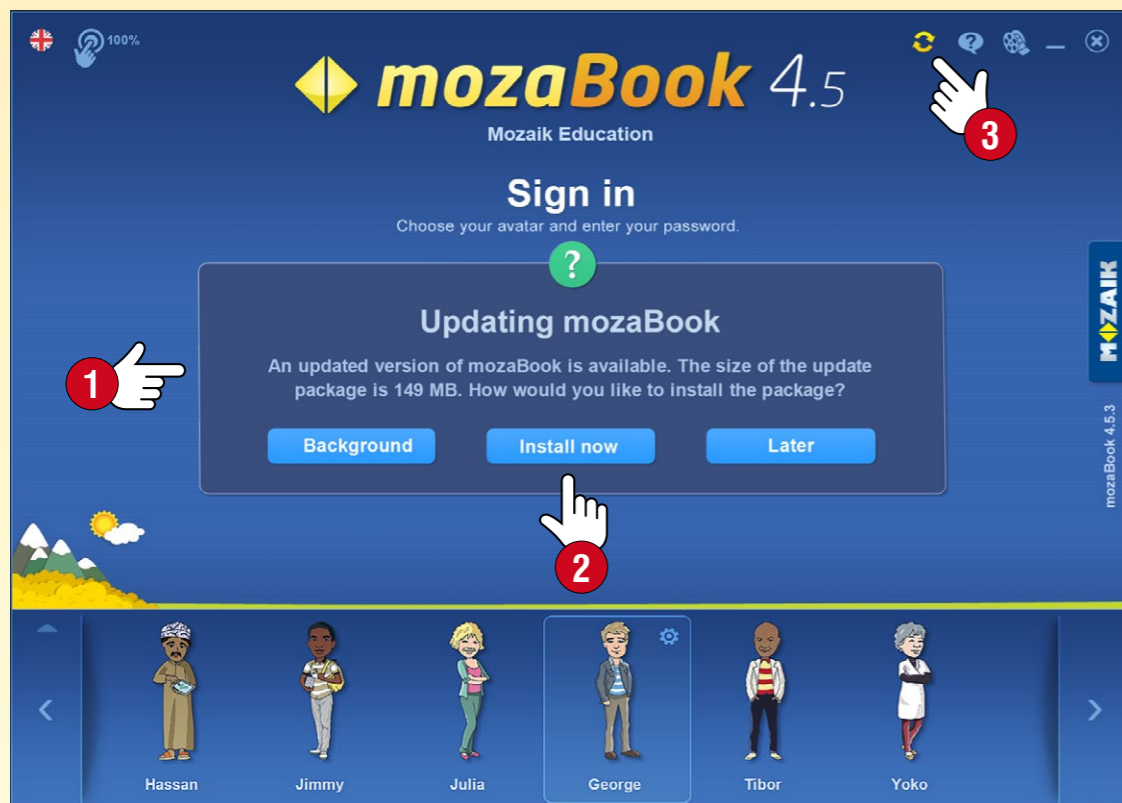 100%
mozaBook 4.5
Mozaik Education
3
Sign in
Choose your avatar and enter your password.
?
Updating mozaBook
An updated version of mozaBook is available. The size of the update
package is 149 MB. How would you like to install the package?
1
Background
Install now
Later
2
MOZAIK
mozaBook 4.5.3
Hassan
Jimmy
Julia
George
Tibor
Yoko